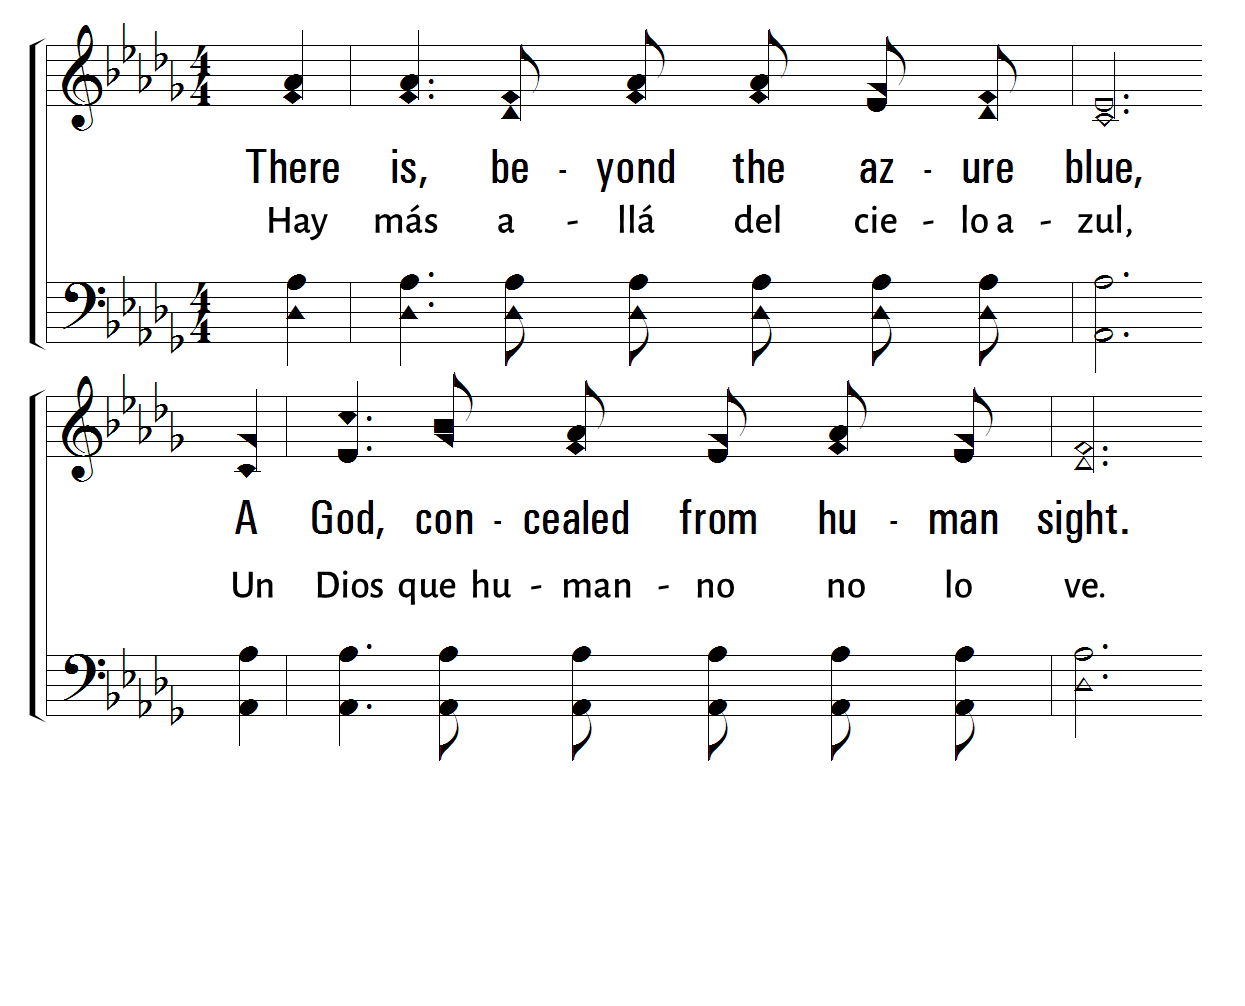 There is, be - yond the az - ure blue,
Hay más a - llá del cie - lo a - zul,
A God, con - cealed from hu - man sight.
Un Dios que hu - man - no no lo ve.